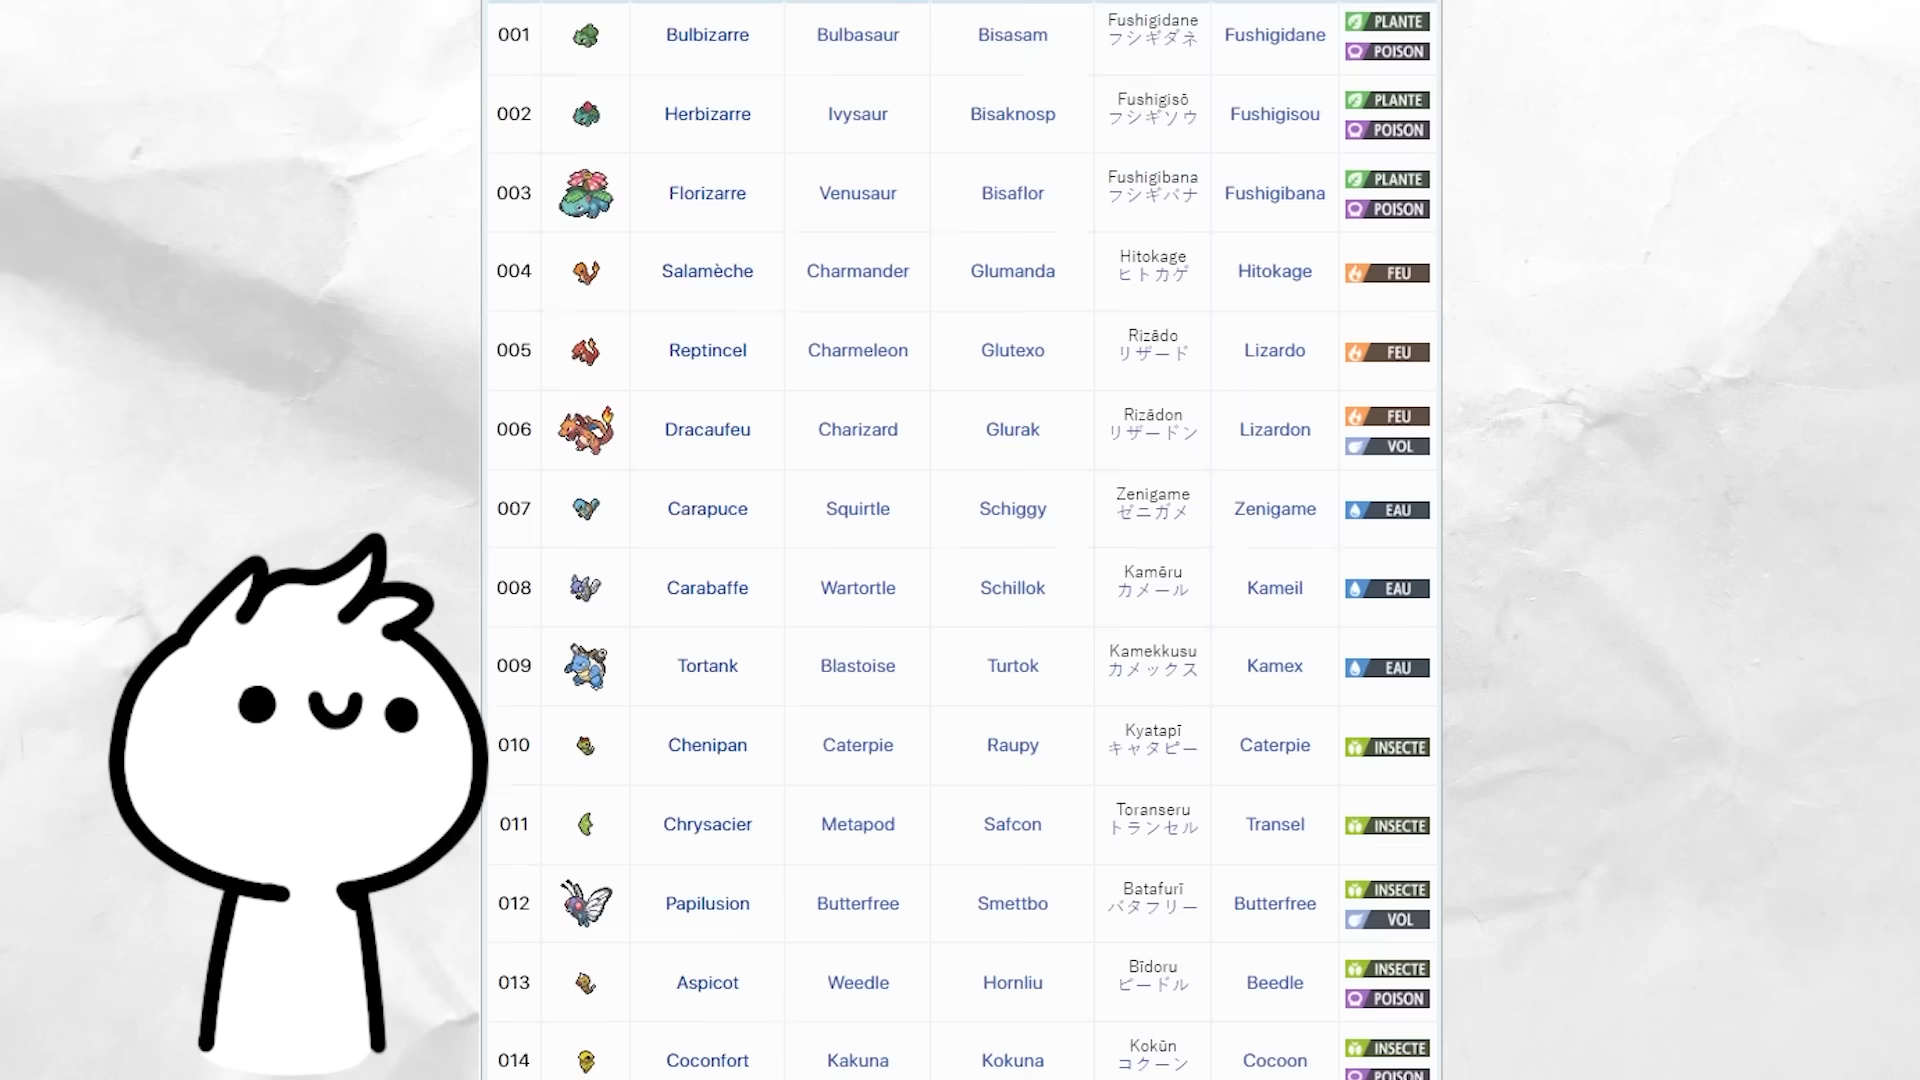 001 Bulbizarre Bulbasaur Bisasam Fushigidane フシギダネ Fushigidane PLANTE POISON
002 Herbizarre Ivysaur Bisaknosp Fushigisō フシギソウ Fushigisou PLANTE POISON
003 Florizarre Venusaur Bisaflor Fushigibana フシギバナ Fushigibana PLANTE POISON
004 Salamèche Charmander Glumanda Hitokage ヒトカゲ Hitokage FEU
005 Reptincel Charmeleon Glutexo Rizādo リザード Lizardo FEU
006 Dracaufeu Charizard Glurak Rizādon リザードン Lizardon FEU VOL
007 Carapuce Squirtle Schiggy Zenigame ゼニガメ Zenigame EAU
008 Carabaffe Wartortle Schillok Kamēru カメール Kameil EAU
009 Tortank Blastoise Turtok Kamekkusu カメックス Kamex EAU
010 Chenipan Caterpie Raupy Kyatapī キャタピー Caterpie INSECTE
011 Chrysacier Metapod Safcon Toranseru トランセル Transel INSECTE
012 Papilusion Butterfree Smettbo Batafurī バタフリー Butterfree INSECTE VOL
013 Aspicot Weedle Hornliu Bīdoru ビードル Beedle INSECTE POISON
014 Coconfort Kakuna Kokuna Kokūn コクーン Cocoon INSECTE POISON